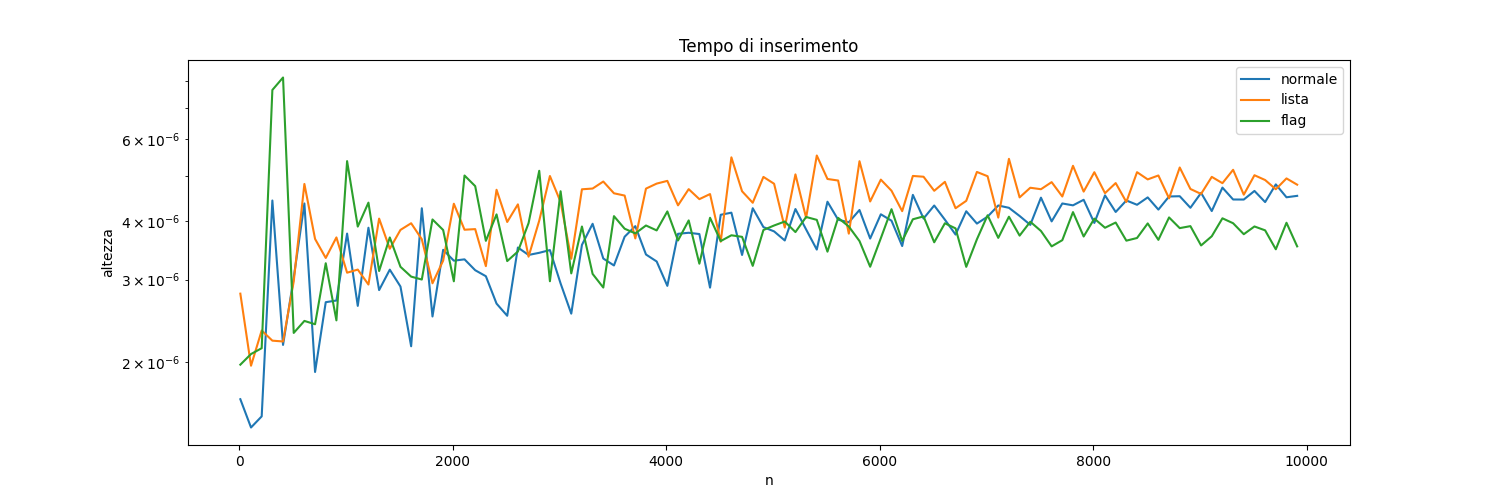 Tempo di inserimento
normale
lista
flag
6 × 10⁻⁶
4 × 10⁻⁶
3 × 10⁻⁶
2 × 10⁻⁶
altezza
0 2000 4000 6000 8000 10000
n